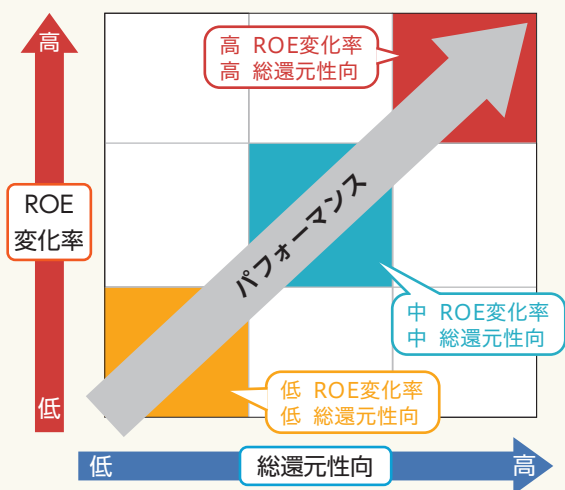 高
高 ROE変化率
高 総還元性向
ROE
変化率
パフォーマンス
中 ROE変化率
中 総還元性向
低 ROE変化率
低 総還元性向
低
低
総還元性向
高